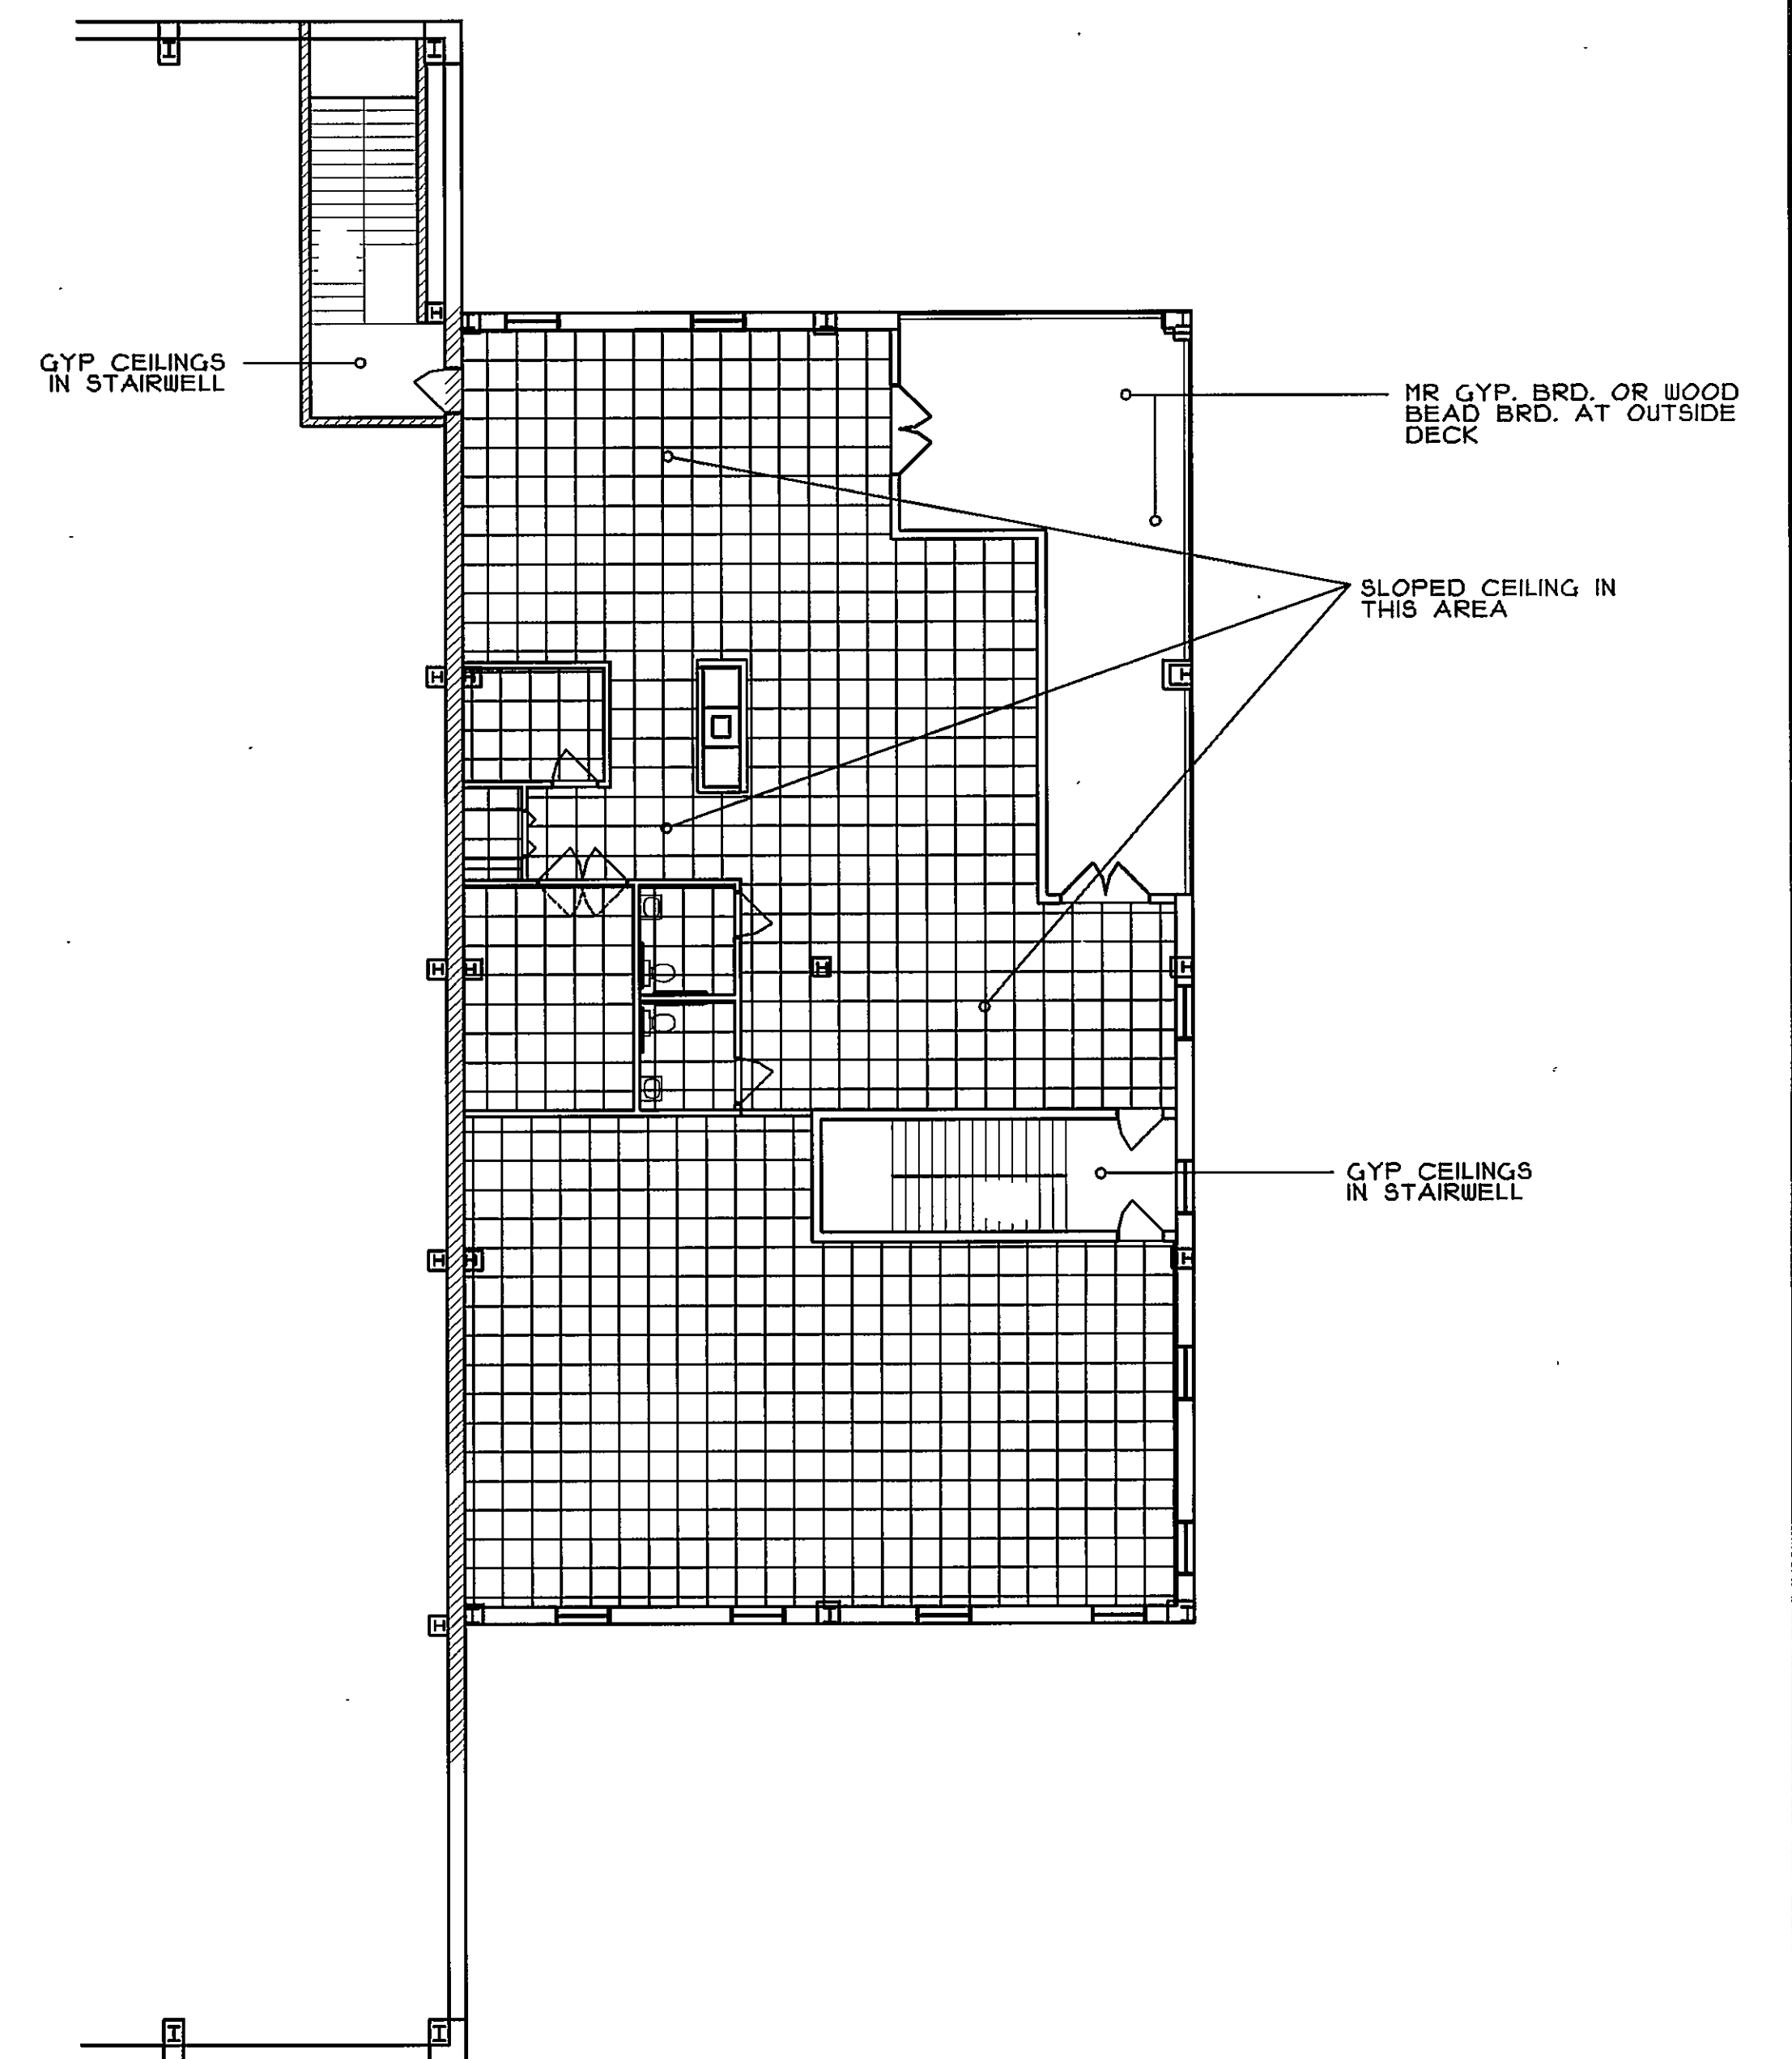 GYP CEILINGS
IN STAIRWELL
MR GYP. BRD. OR WOOD
BEAD BRD. AT OUTSIDE
DECK
SLOPED CEILING IN
THIS AREA
GYP CEILINGS
IN STAIRWELL